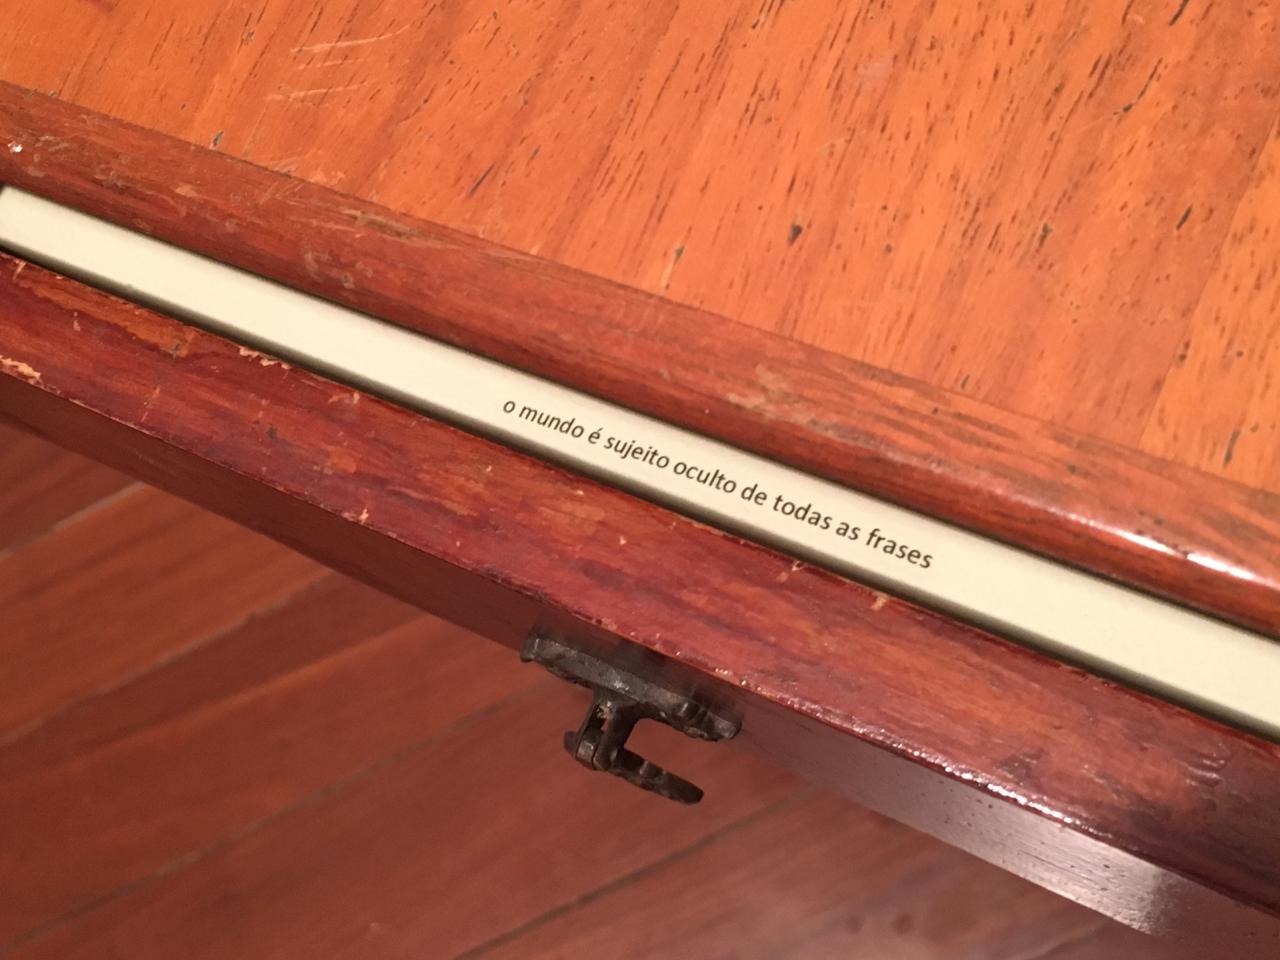 o mundo é sujeito oculto de todas as frases